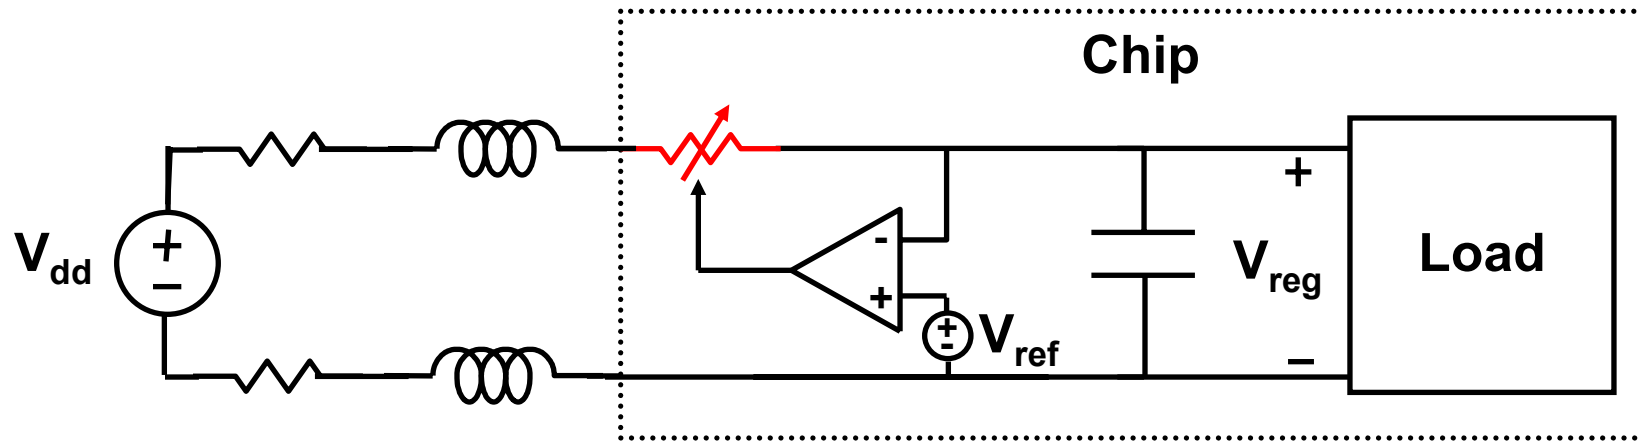 Chip
+
-
+
V_dd
+
−
+
-
V_ref
V_reg
+
−
Load